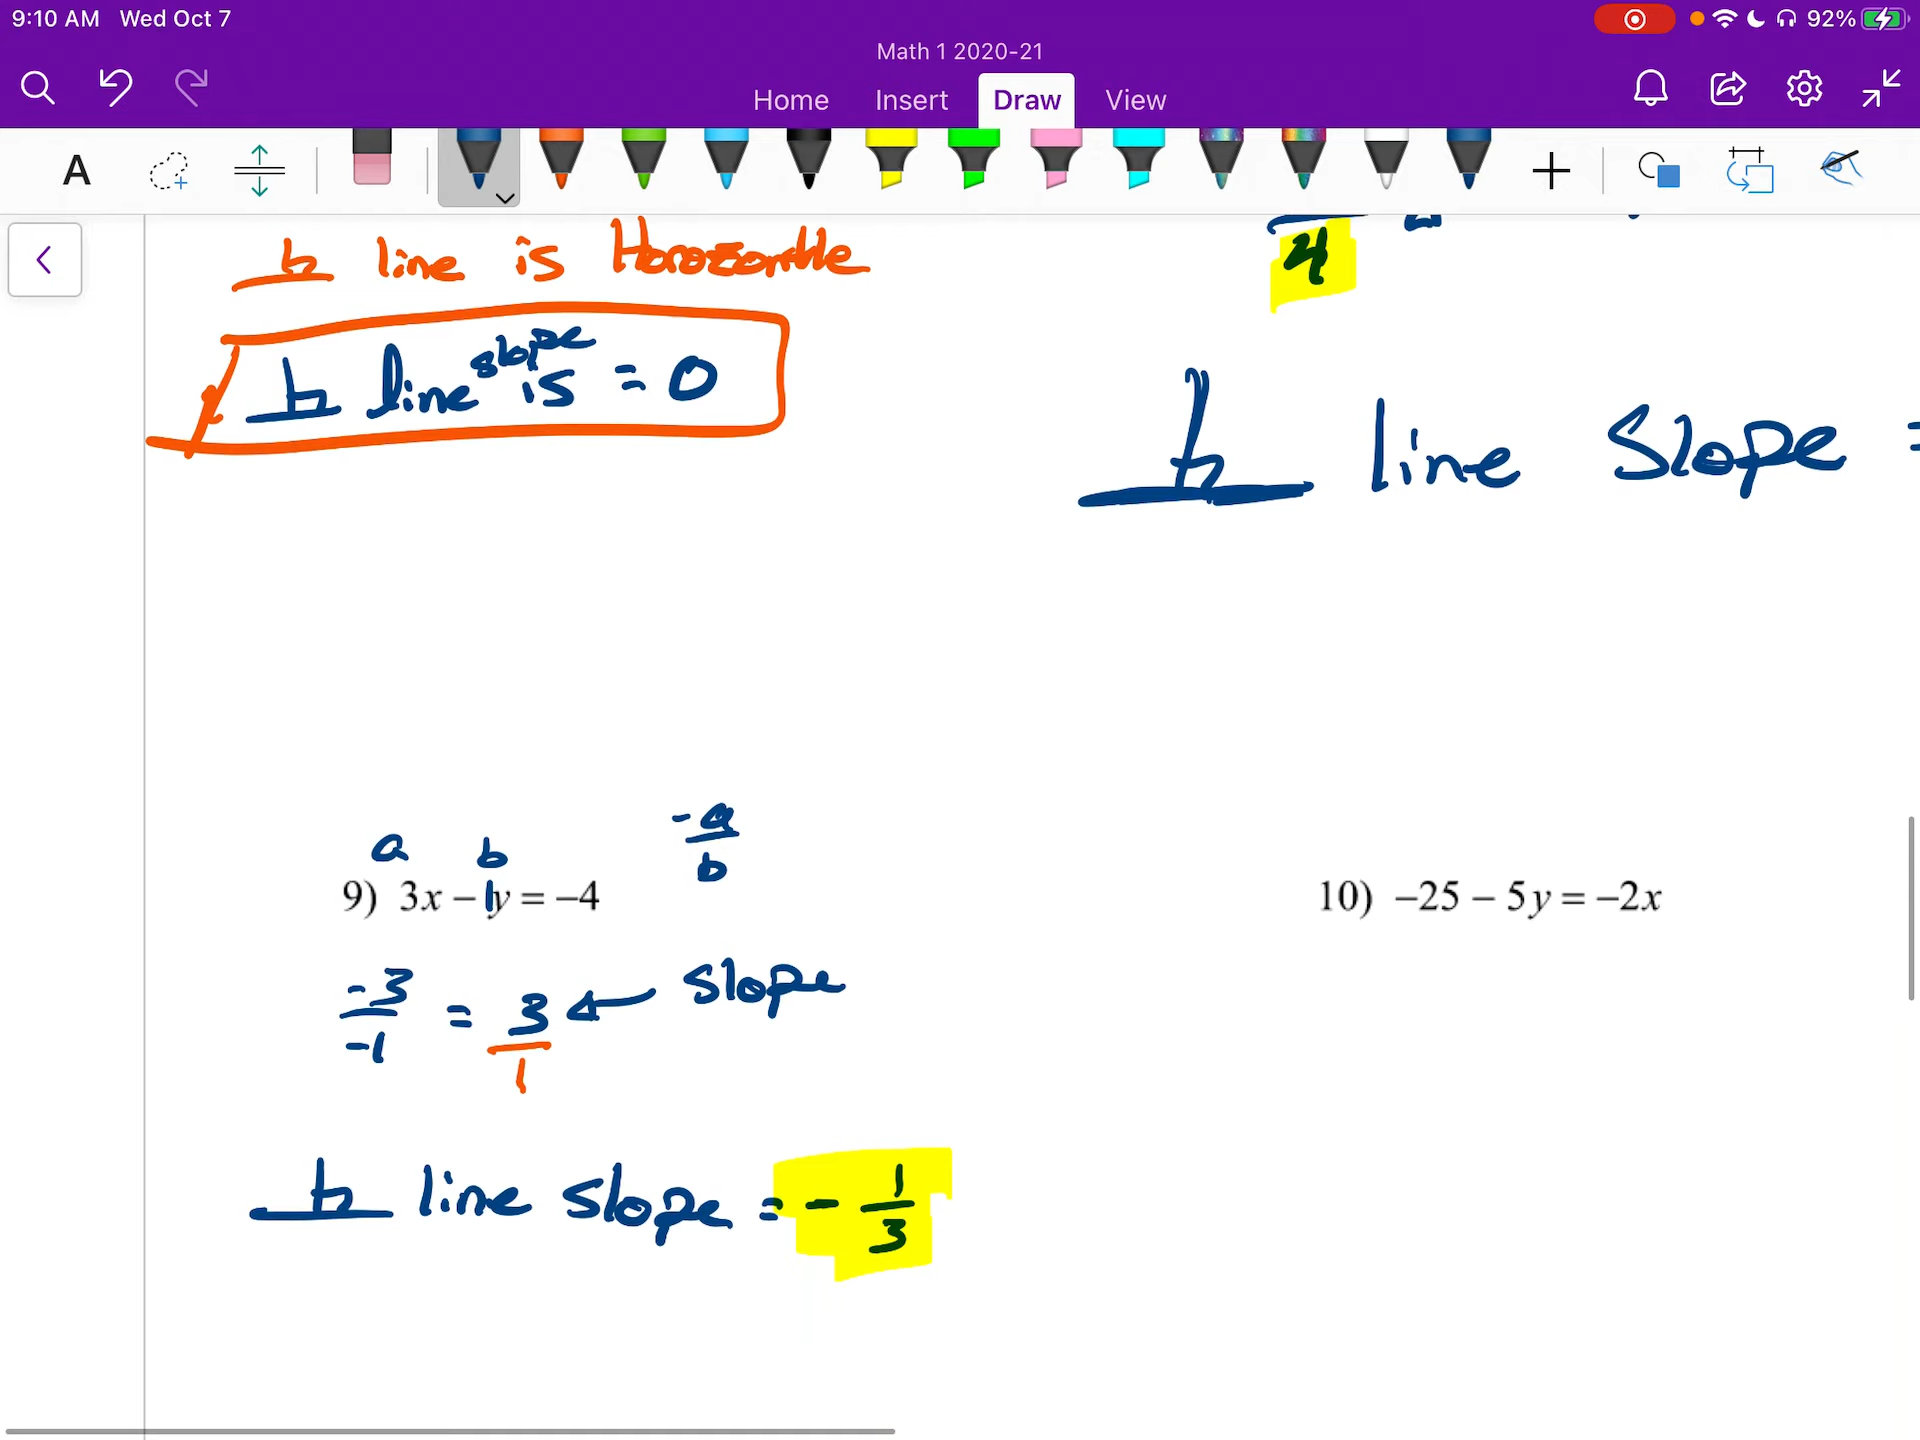 9:10 AM Wed Oct 7
92%
Math 1 2020-21
Home Insert Draw View
A
line is Horozontle
line slope is = 0
4
line Slope =
a b
-a/b
9) 3x – 1y = –4
-3/-1 = 3/1 ← slope
line slope = - 1/3
10) –25 – 5y = –2x